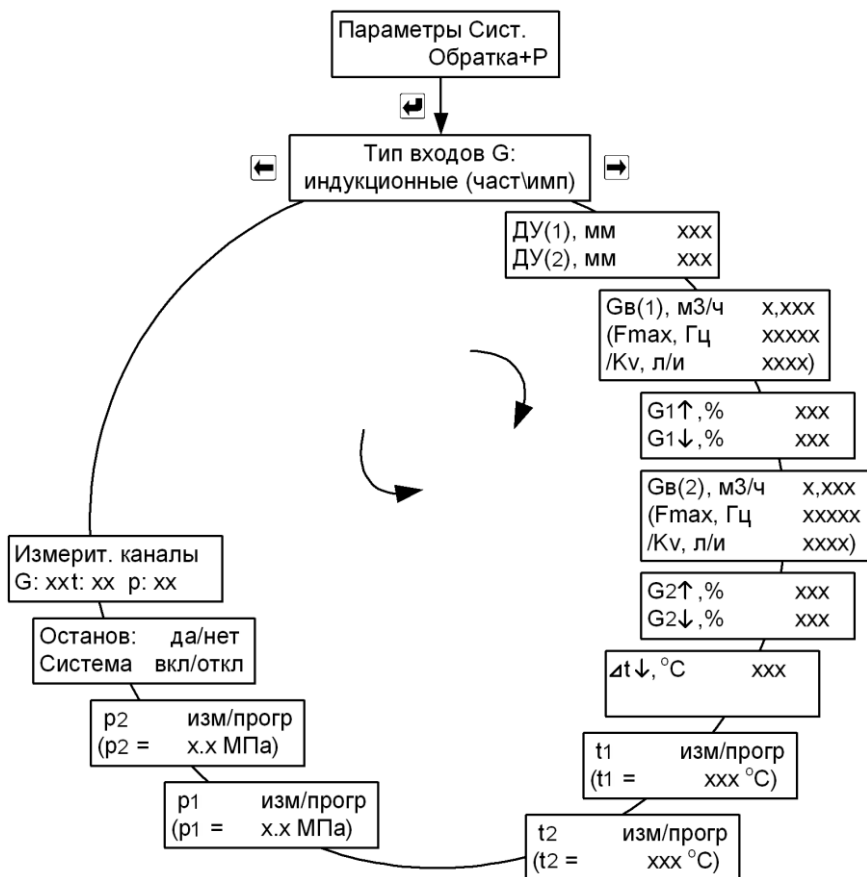 Параметры Сист.
Обратка+Р
Тип входов G:
индукционные (част\имп)
ДУ(1), мм xxx
ДУ(2), мм xxx
Gв(1), м3/ч x,xxx
(Fmax, Гц xxxxx
/Kv, л/и xxxx)
G1↑,% xxx
G1↓,% xxx
Gв(2), м3/ч x,xxx
(Fmax, Гц xxxxx
/Kv, л/и xxxx)
G2↑,% xxx
G2↓,% xxx
⊿t↓, °C xxx
t1 изм/прогр
(t1 = xxx °C)
t2 изм/прогр
(t2 = xxx °C)
p1 изм/прогр
(p1 = x.x МПа)
p2 изм/прогр
(p2 = x.x МПа)
Останов: да/нет
Система вкл/откл
Измерит. каналы
G: xxt: xx p: xx